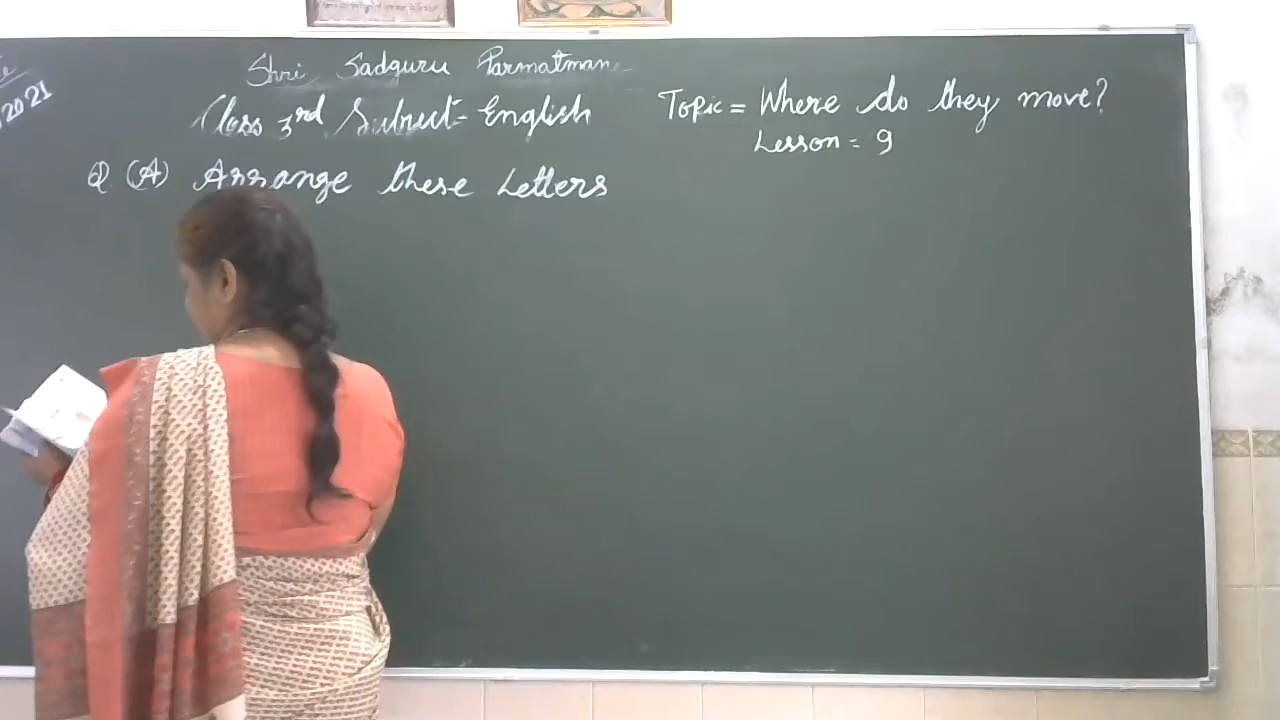 2021
Shri Sadguru Parmatman
Class 3rd Subject- English
Topic = Where do they move?
Lesson = 9
Q (A) Arrange these Letters